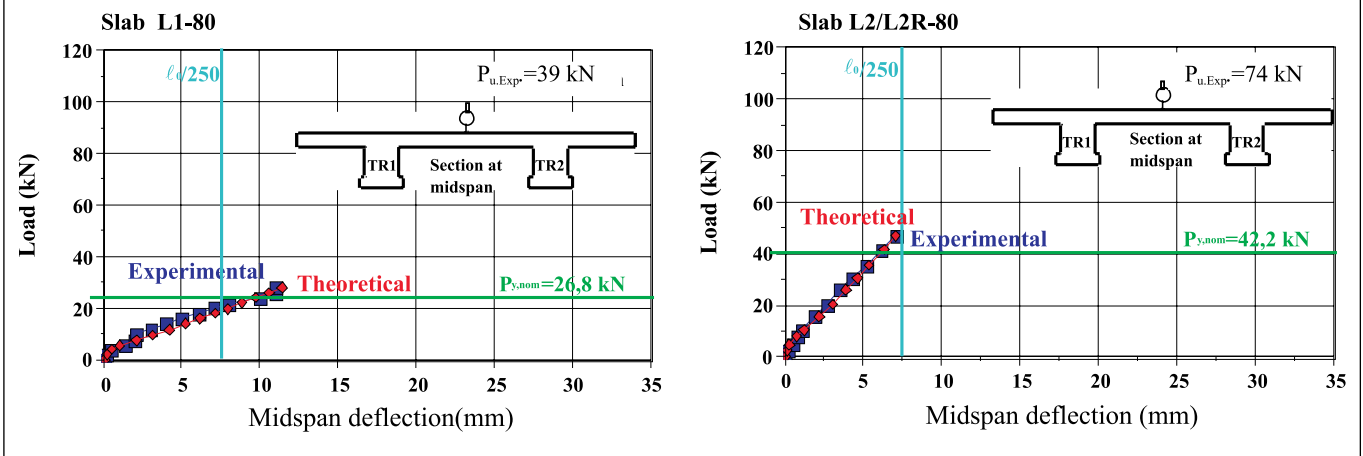 Slab L1-80
120
100
80
60
40
20
0
Load (kN)
ℓ₀/250
Pu.Exp.=39 kN
TR1
Section at
midspan
TR2
Experimental
Theoretical
Py,nom=26,8 kN
0 5 10 15 20 25 30 35
Midspan deflection(mm)
Slab L2/L2R-80
120
100
80
60
40
20
0
Load (kN)
ℓ₀/250
Pu.Exp.=74 kN
TR1
Section at
midspan
TR2
Theoretical
Experimental
Py,nom=42,2 kN
0 5 10 15 20 25 30 35
Midspan deflection (mm)